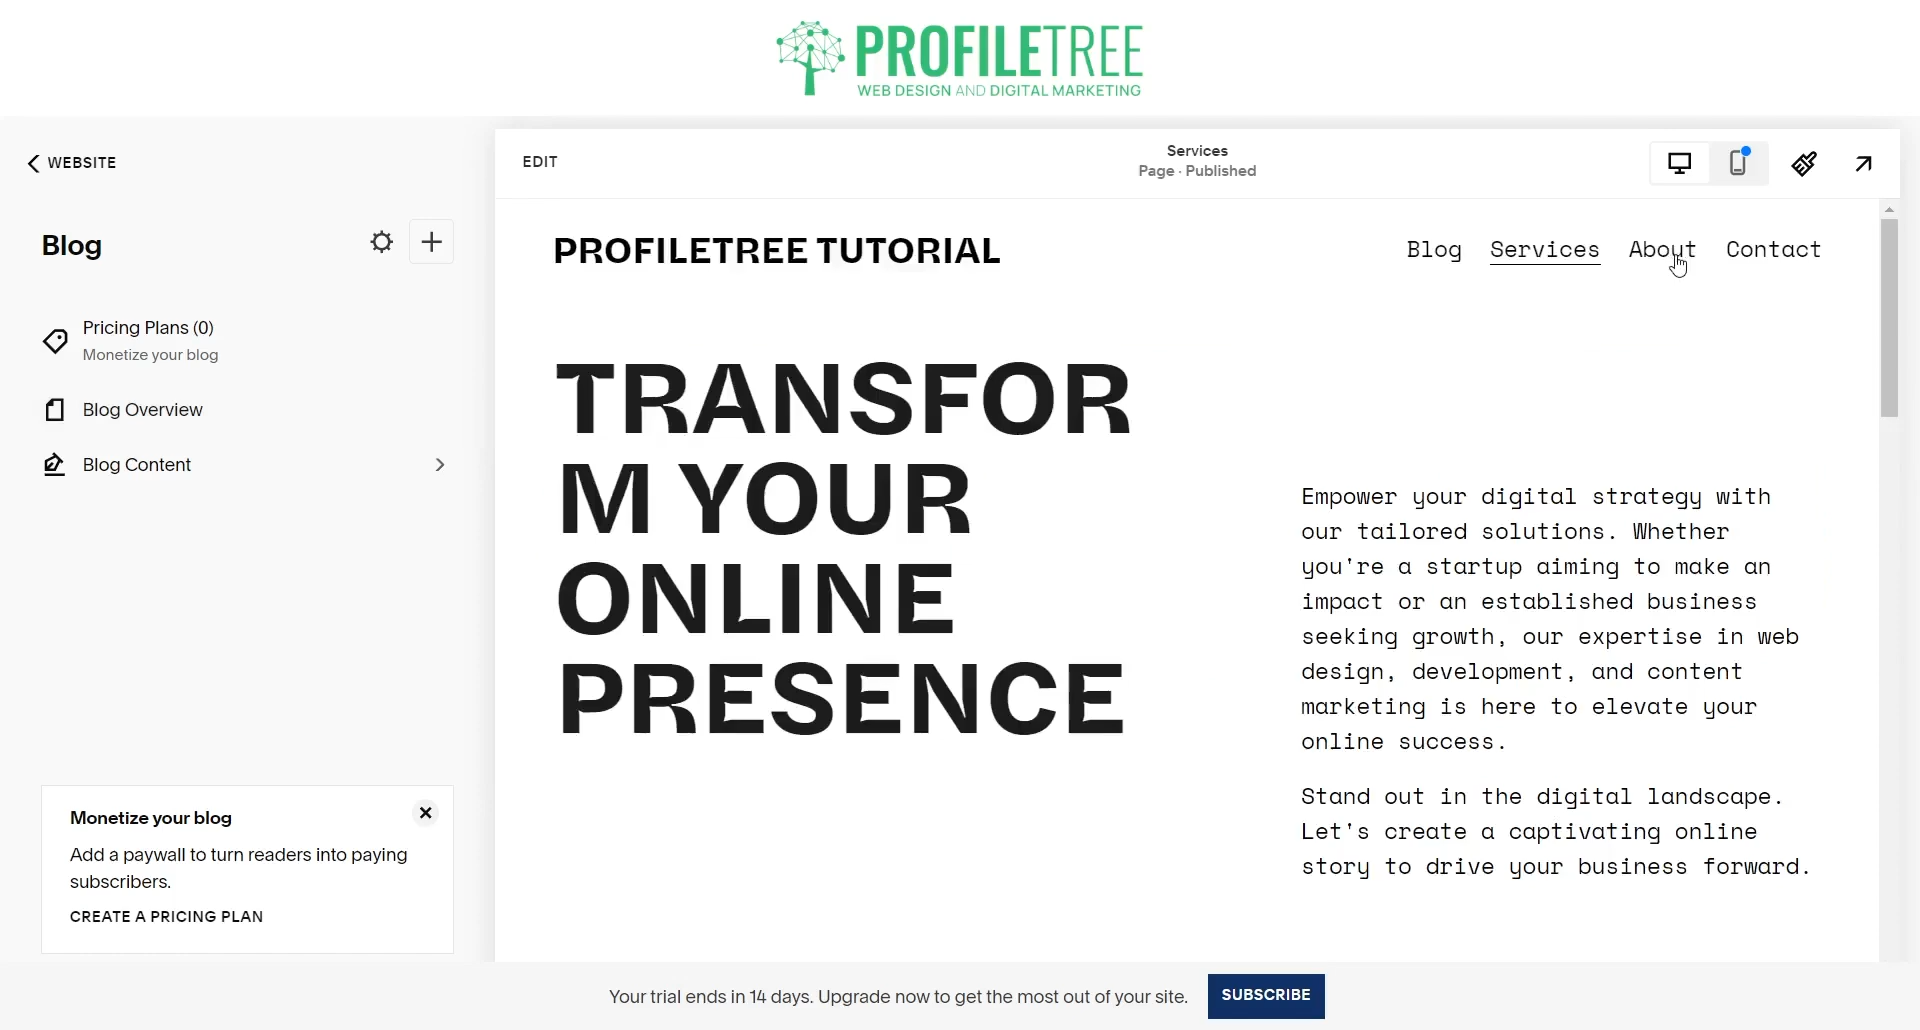 PROFILETREE
WEB DESIGN AND DIGITAL MARKETING
WEBSITE
Blog
Pricing Plans (0)
Monetize your blog
Blog Overview
Blog Content
Monetize your blog
Add a paywall to turn readers into paying
subscribers.
CREATE A PRICING PLAN
EDIT
Services
Page · Published
PROFILETREE TUTORIAL
Blog
Services
About
Contact
TRANSFOR
M YOUR
ONLINE
PRESENCE
Empower your digital strategy with
our tailored solutions. Whether
you're a startup aiming to make an
impact or an established business
seeking growth, our expertise in web
design, development, and content
marketing is here to elevate your
online success.
Stand out in the digital landscape.
Let's create a captivating online
story to drive your business forward.
Your trial ends in 14 days. Upgrade now to get the most out of your site.
SUBSCRIBE